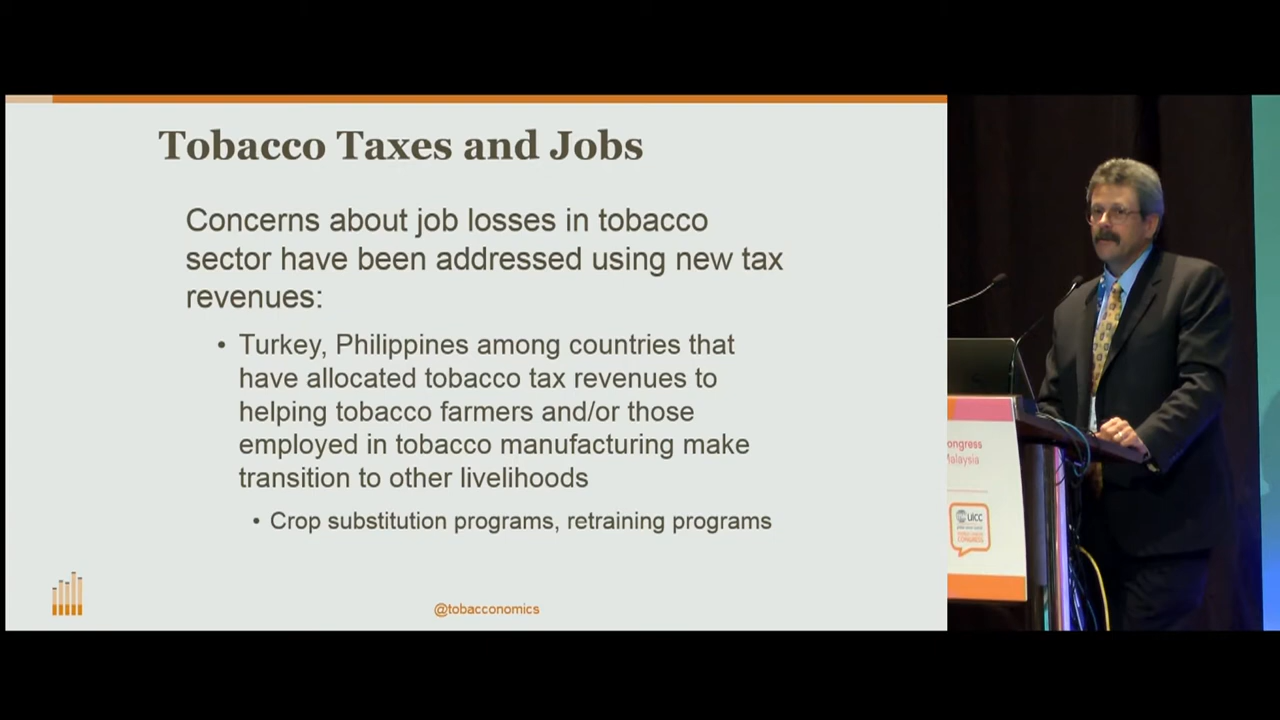 Tobacco Taxes and Jobs
Concerns about job losses in tobacco
sector have been addressed using new tax
revenues:
• Turkey, Philippines among countries that
have allocated tobacco tax revenues to
helping tobacco farmers and/or those
employed in tobacco manufacturing make
transition to other livelihoods
• Crop substitution programs, retraining programs
@tobacconomics
ongress
Malaysia
uicc
CONGRESS